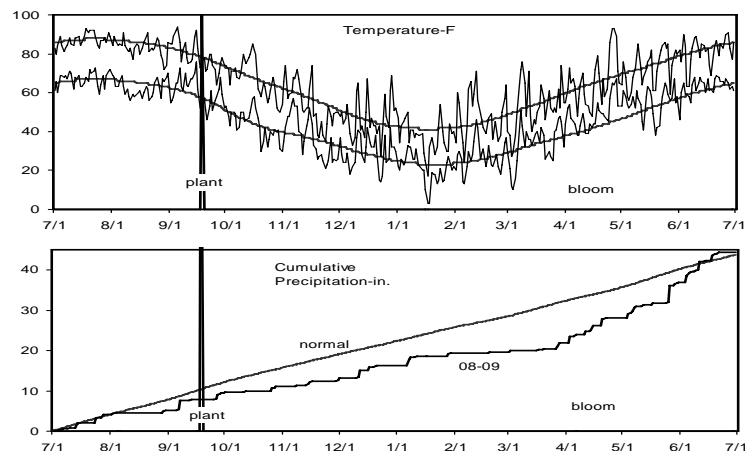 Temperature-F
100
80
60
40
20
0
plant
bloom
7/1 8/1 9/1 10/1 11/1 12/1 1/1 2/1 3/1 4/1 5/1 6/1 7/1
Cumulative
Precipitation-in.
40
30
20
10
0
normal
08-09
plant
bloom
7/1 8/1 9/1 10/1 11/1 12/1 1/1 2/1 3/1 4/1 5/1 6/1 7/1